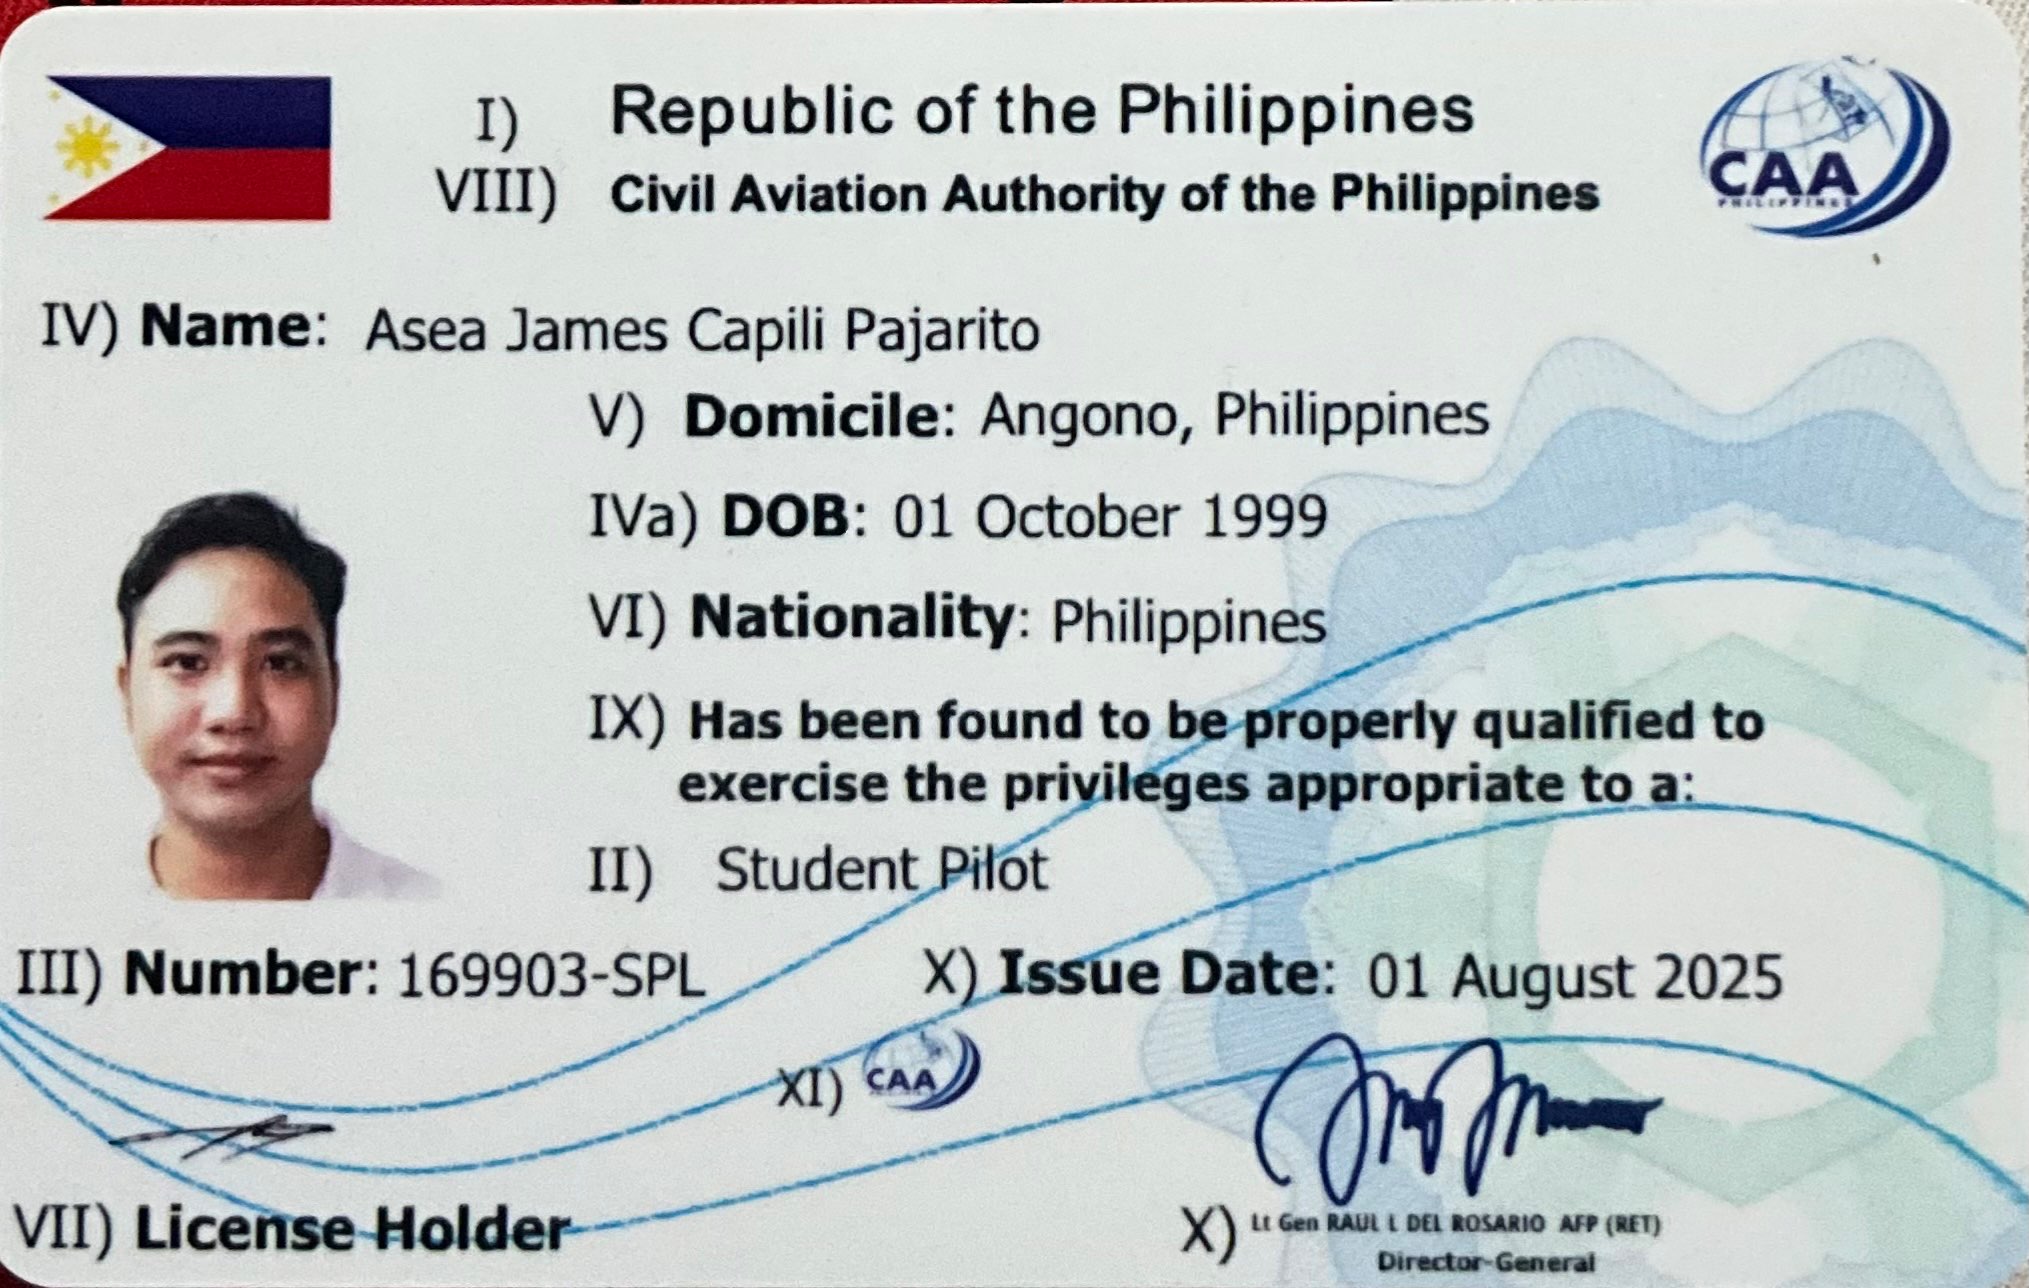 I) Republic of the Philippines
VIII) Civil Aviation Authority of the Philippines
CAA
PHILIPPINES
IV) Name: Asea James Capili Pajarito
V) Domicile: Angono, Philippines
IVa) DOB: 01 October 1999
VI) Nationality: Philippines
IX) Has been found to be properly qualified to
exercise the privileges appropriate to a:
II) Student Pilot
III) Number: 169903-SPL X) Issue Date: 01 August 2025
XI) CAA
VII) License Holder
X) Lt Gen RAUL L DEL ROSARIO AFP (RET)
Director-General